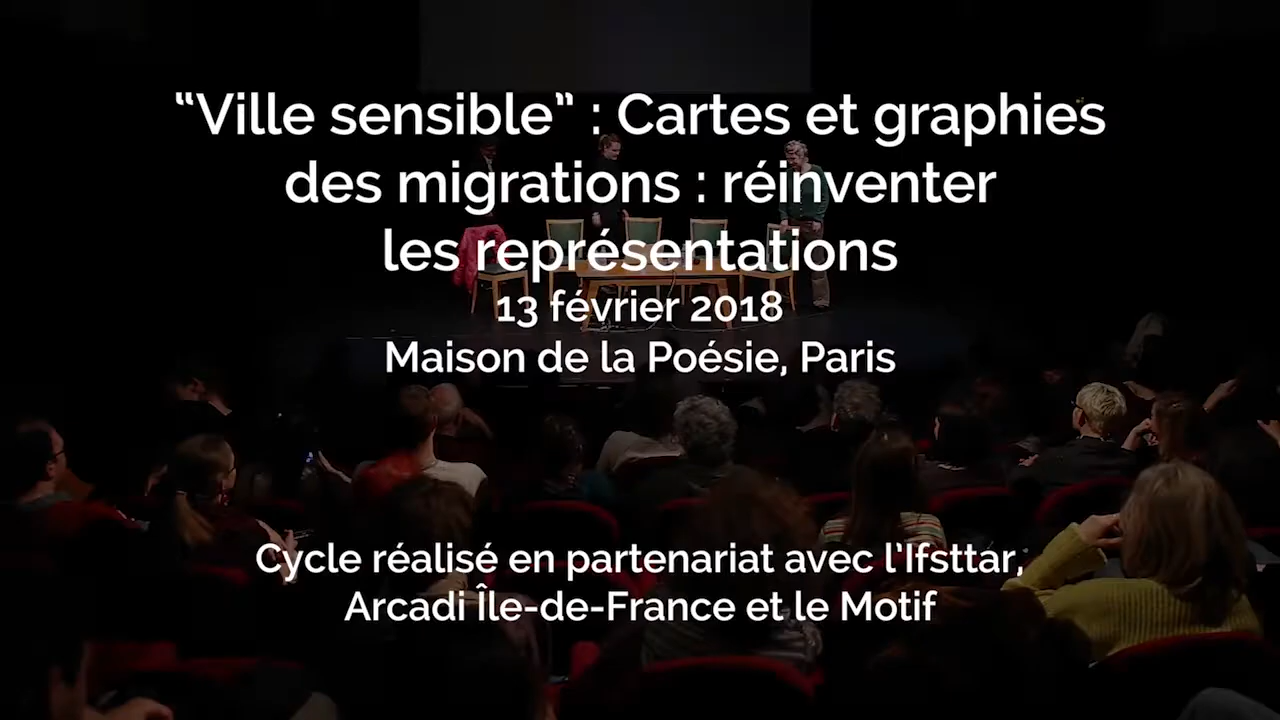 “Ville sensible” : Cartes et graphies
des migrations : réinventer
les représentations
13 février 2018
Maison de la Poésie, Paris
Cycle réalisé en partenariat avec l’Ifsttar,
Arcadi Île-de-France et le Motif